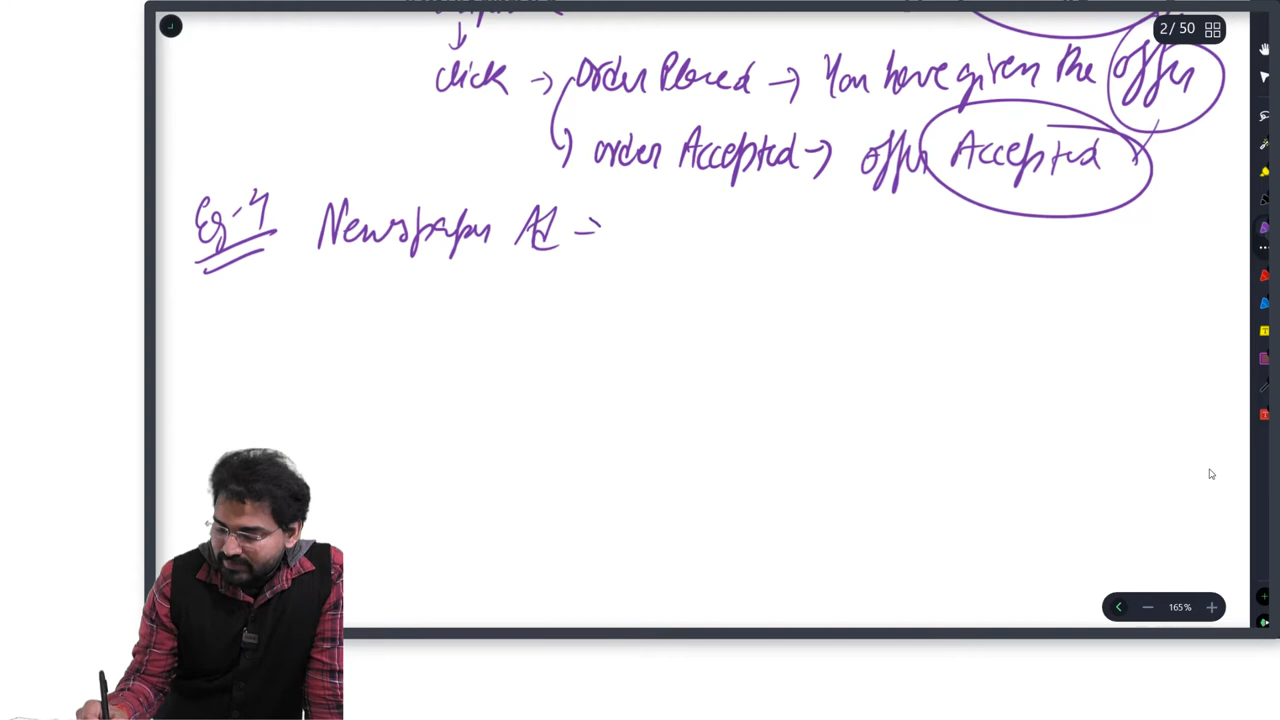 2/ 50
click → Order Placed → You have given the offer
↳ order Accepted → offer Accepted
Eg-4 Newspaper Ad →
165%